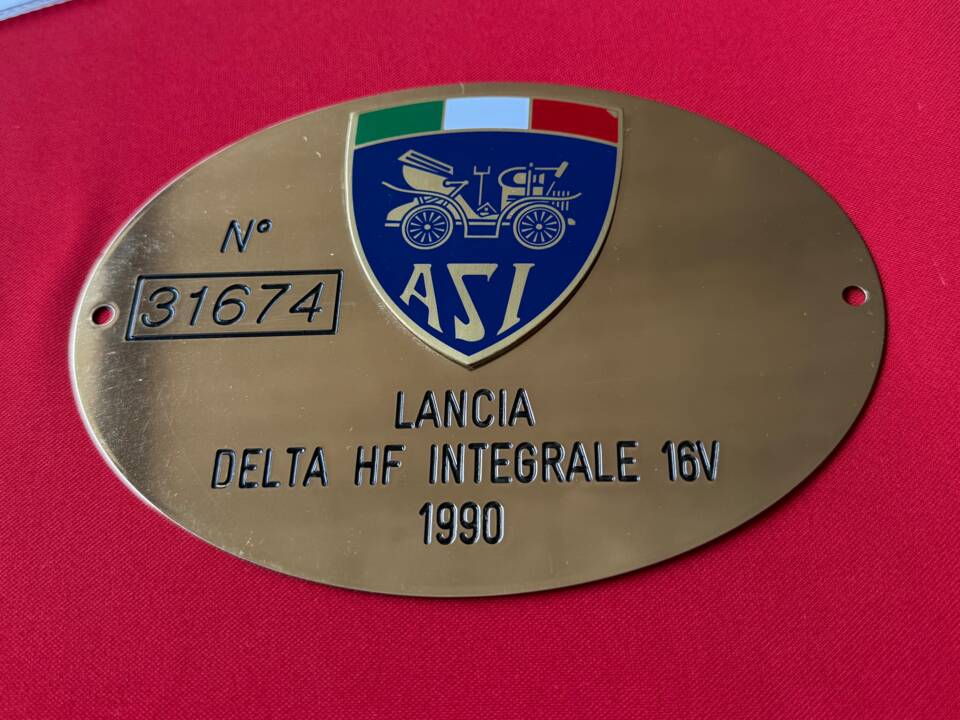 ASI
N°
31674
LANCIA
DELTA HF INTEGRALE 16V
1990